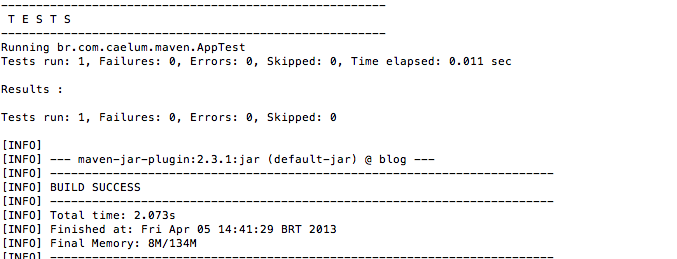 -------------------------------------------------------
 T E S T S
-------------------------------------------------------
Running br.com.caelum.maven.AppTest
Tests run: 1, Failures: 0, Errors: 0, Skipped: 0, Time elapsed: 0.011 sec

Results :

Tests run: 1, Failures: 0, Errors: 0, Skipped: 0

[INFO]
[INFO] --- maven-jar-plugin:2.3.1:jar (default-jar) @ blog ---
[INFO] ------------------------------------------------------------------------
[INFO] BUILD SUCCESS
[INFO] ------------------------------------------------------------------------
[INFO] Total time: 2.073s
[INFO] Finished at: Fri Apr 05 14:41:29 BRT 2013
[INFO] Final Memory: 8M/134M
[INFO] ------------------------------------------------------------------------